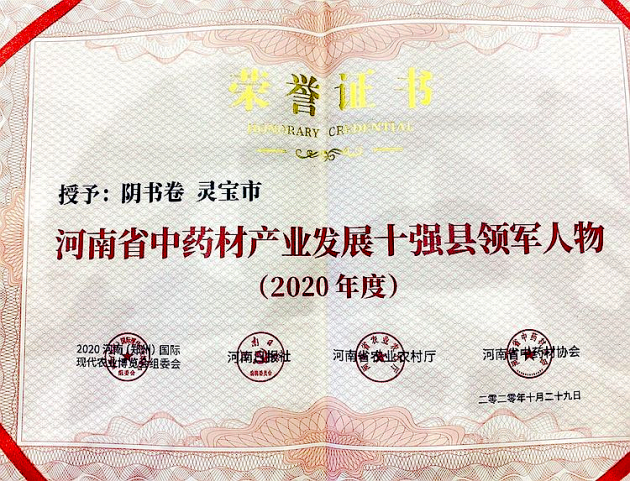 荣誉证书
HONORARY CREDENTIAL
授予：阴书卷 灵宝市
河南省中药材产业发展十强县领军人物
（2020年度）
2020河南（郑州）国际
现代农业博览会组委会
河南日报社
河南省农业农村厅
河南省中药材协会
二零二零年十月二十九日